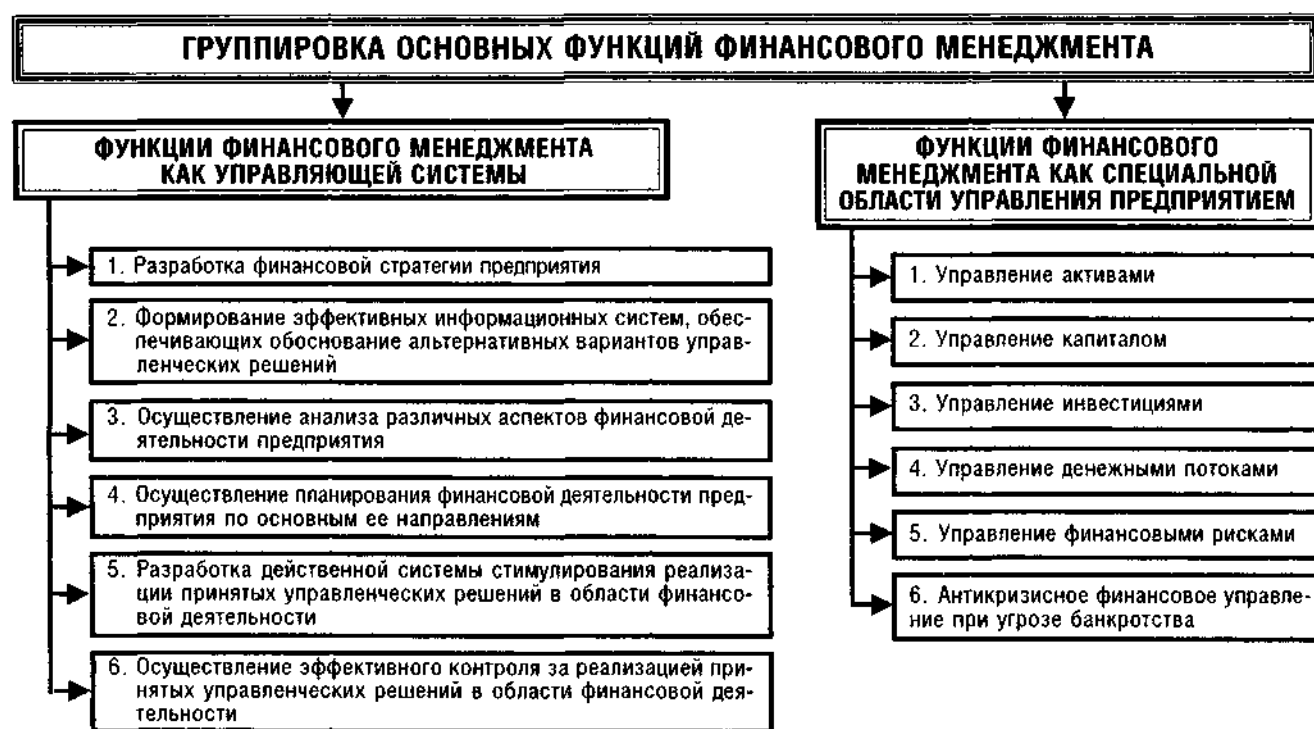 ГРУППИРОВКА ОСНОВНЫХ ФУНКЦИЙ ФИНАНСОВОГО МЕНЕДЖМЕНТА
ФУНКЦИИ ФИНАНСОВОГО МЕНЕДЖМЕНТА
КАК УПРАВЛЯЮЩЕЙ СИСТЕМЫ
1. Разработка финансовой стратегии предприятия
2. Формирование эффективных информационных систем, обес-
печивающих обоснование альтернативных вариантов управ-
ленческих решений
3. Осуществление анализа различных аспектов финансовой де-
ятельности предприятия
4. Осуществление планирования финансовой деятельности пред-
приятия по основным ее направлениям
5. Разработка действенной системы стимулирования реализа-
ции принятых управленческих решений в области финансо-
вой деятельности
6. Осуществление эффективного контроля за реализацией при-
нятых управленческих решений в области финансовой дея-
тельности
ФУНКЦИИ ФИНАНСОВОГО
МЕНЕДЖМЕНТА КАК СПЕЦИАЛЬНОЙ
ОБЛАСТИ УПРАВЛЕНИЯ ПРЕДПРИЯТИЕМ
1. Управление активами
2. Управление капиталом
3. Управление инвестициями
4. Управление денежными потоками
5. Управление финансовыми рисками
6. Антикризисное финансовое управле-
ние при угрозе банкротства